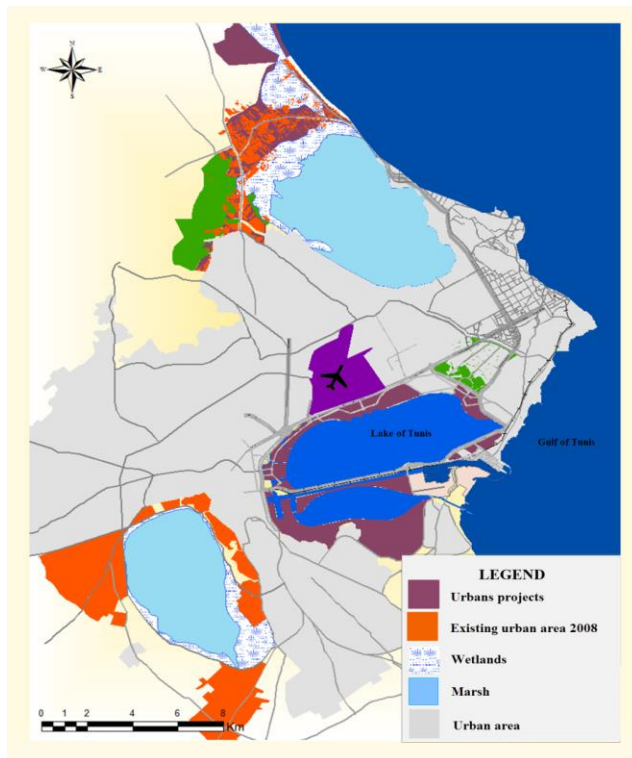 N
W E
S
Lake of Tunis
Gulf of Tunis
LEGEND
Urbans projects
Existing urban area 2008
Wetlands
Marsh
Urban area
0 1 2 4 6 8
Km